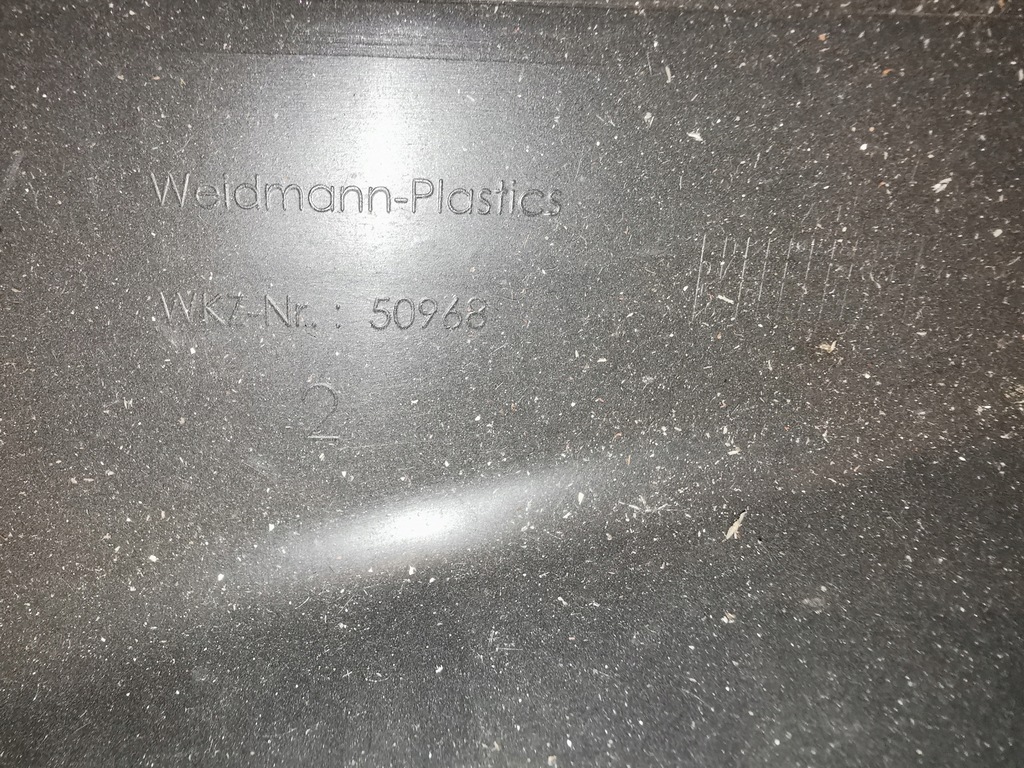 Weidmann-Plastics
WKZ-Nr. : 50968
2